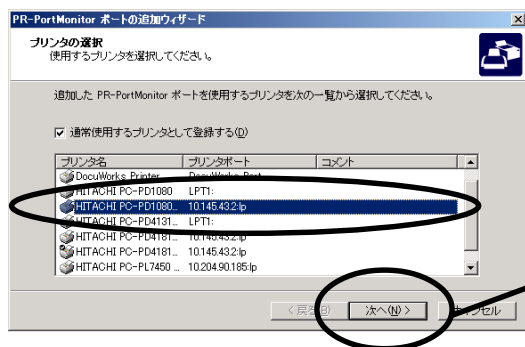 PR-PortMonitor ポートの追加ウィザード
プリンタの選択
使用するプリンタを選択してください。
追加した PR-PortMonitor ポートを使用するプリンタを次の一覧から選択してください。
通常使用するプリンタとして登録する(D)
プリンタ名 プリンタポート コメント
DocuWorks Printer DocuWorks Port
HITACHI PC-PD1080 LPT1:
HITACHI PC-PD1080... 10.145.43.2:lp
HITACHI PC-PD4131... LPT1:
HITACHI PC-PD4181... 10.145.43.2:lp
HITACHI PC-PD4181... 10.145.43.2:lp
HITACHI PC-PL7450 ... 10.204.90.185:lp
< 戻る(B) 次へ(N) > キャンセル